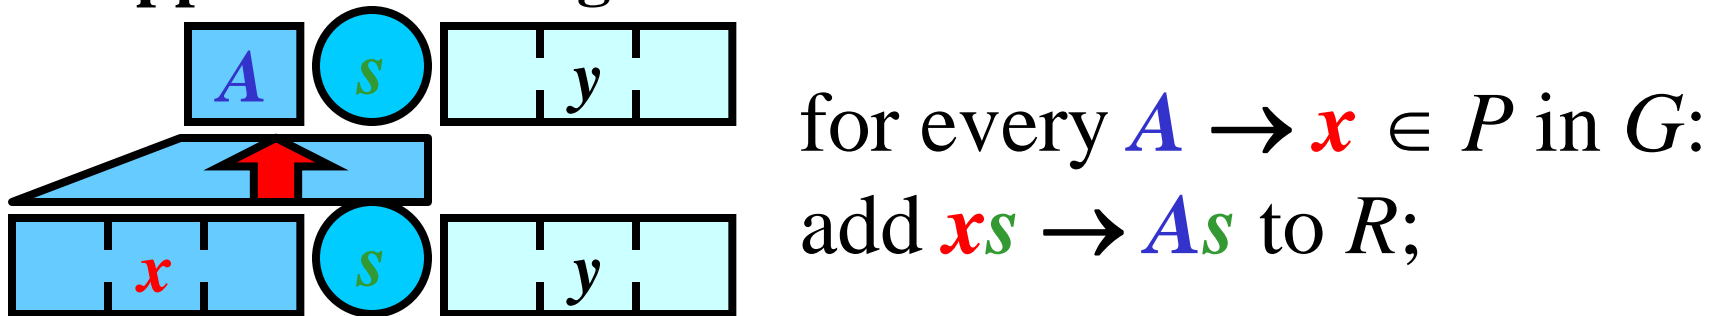 A s y
for every A → x ∈ P in G:
add xs → As to R;
x s y